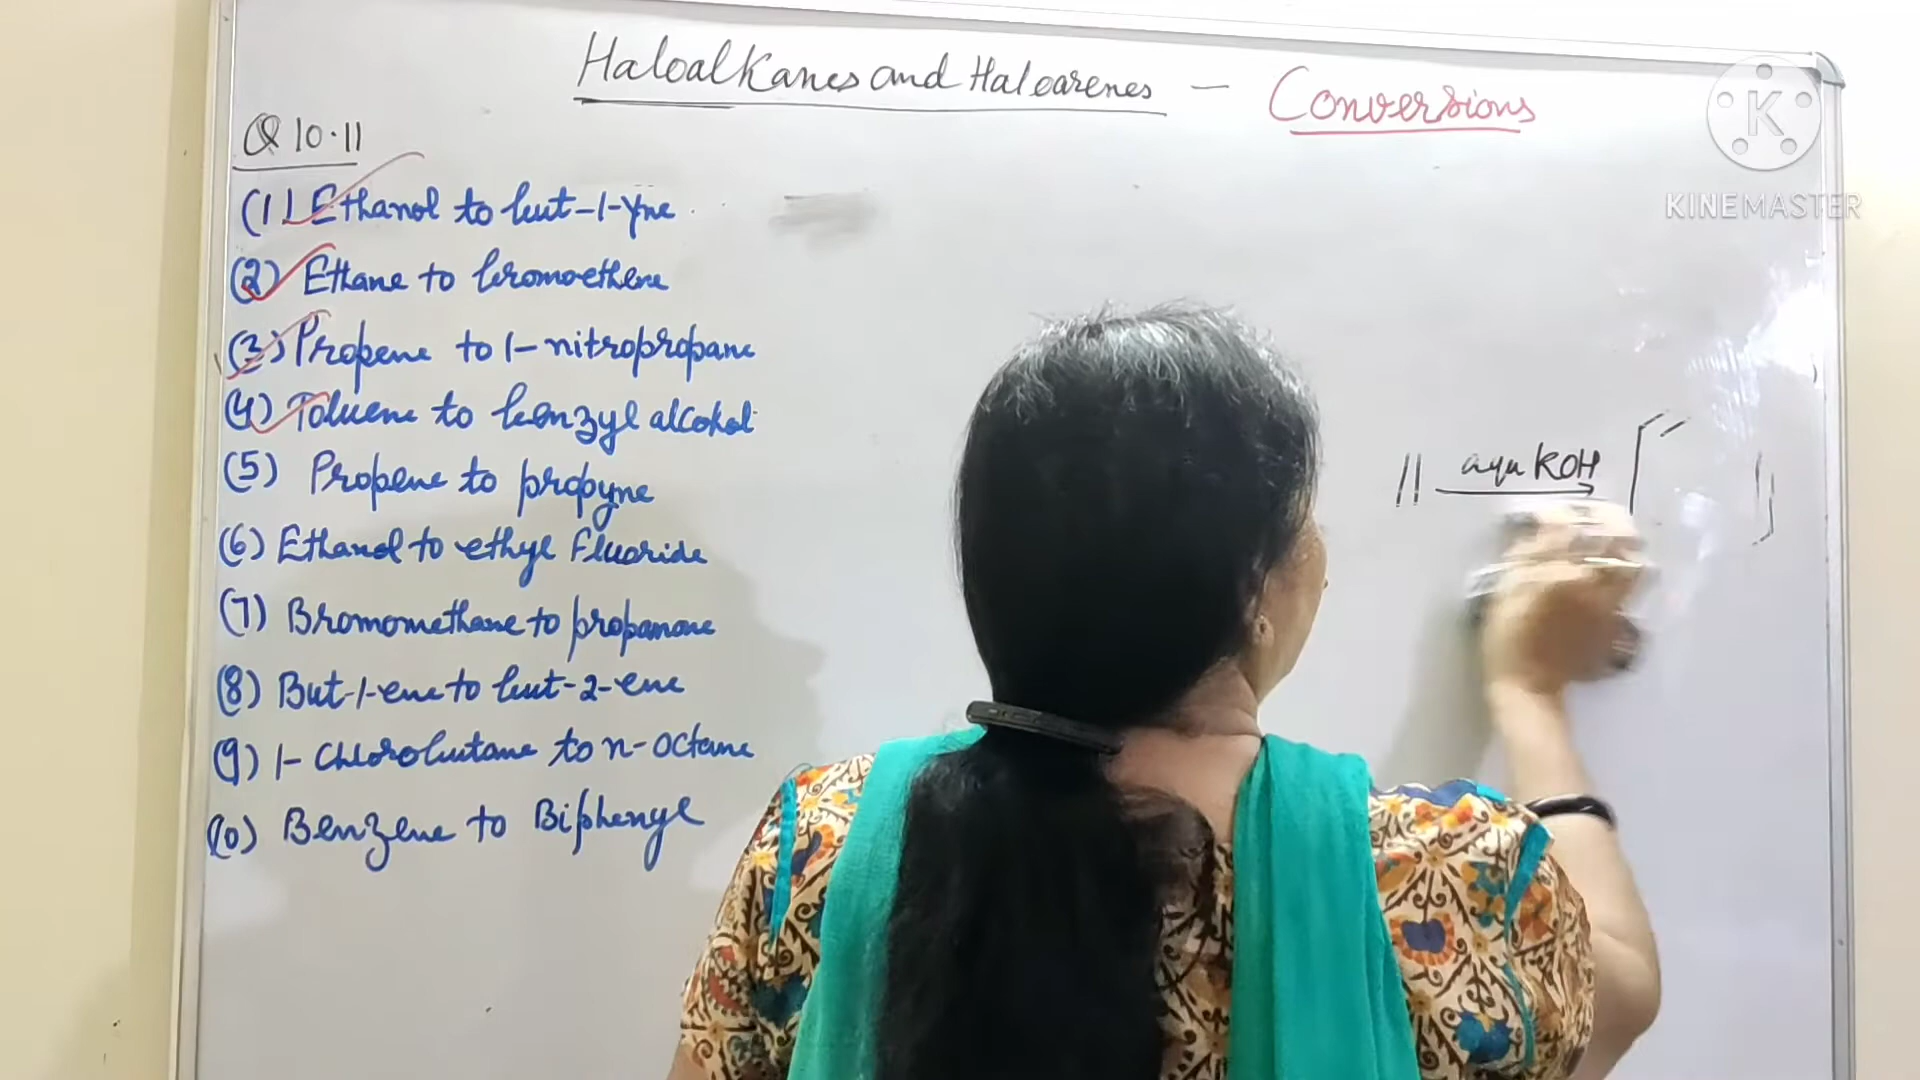 Haloalkanes and Haloarenes - Conversions
Q 10.11
(1) Ethanol to but-1-yne
(2) Ethane to bromoethene
(3) Propene to 1-nitropropane
(4) Toluene to benzyl alcohol
(5) Propene to propyne
(6) Ethanol to ethyl fluoride
(7) Bromomethane to propanone
(8) But-1-ene to but-2-ene
(9) 1-Chlorobutane to n-octane
(10) Benzene to Biphenyl
aqu KOH
K
KINEMASTER